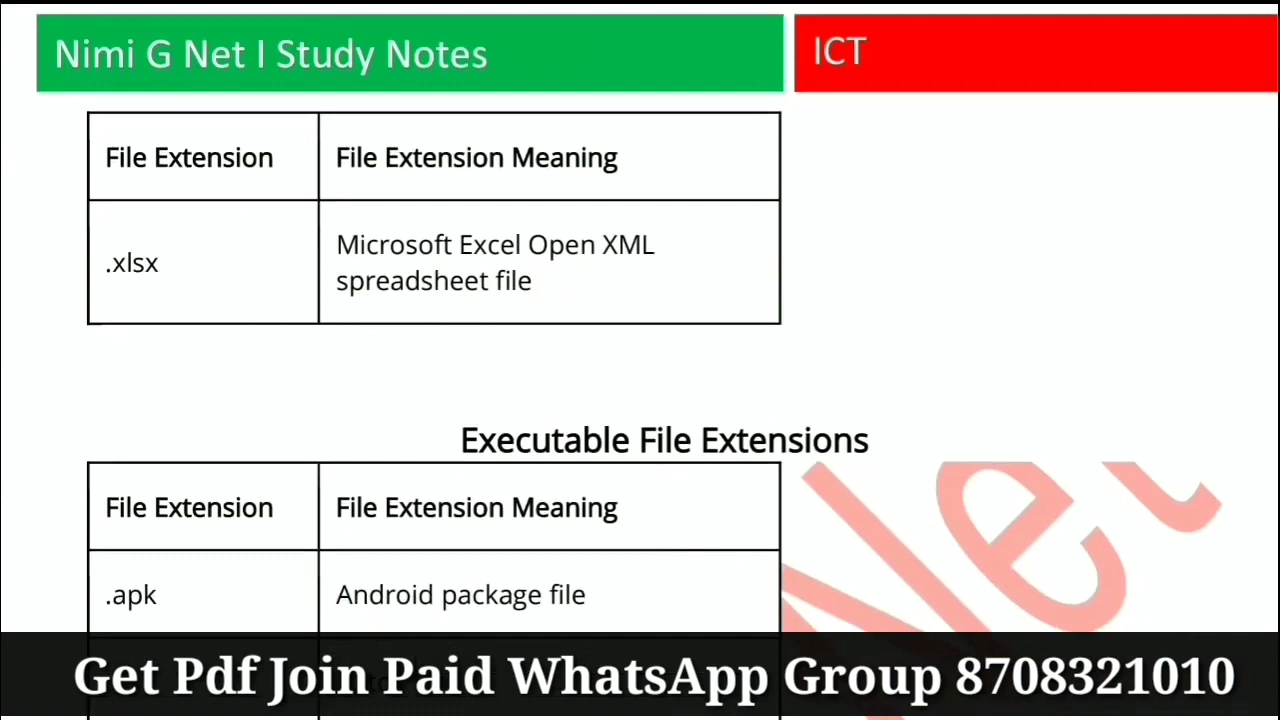 Nimi G Net I Study Notes
ICT
File Extension
File Extension Meaning
.xlsx
Microsoft Excel Open XML
spreadsheet file
Executable File Extensions
File Extension
File Extension Meaning
.apk
Android package file
Net
Get Pdf Join Paid WhatsApp Group 8708321010